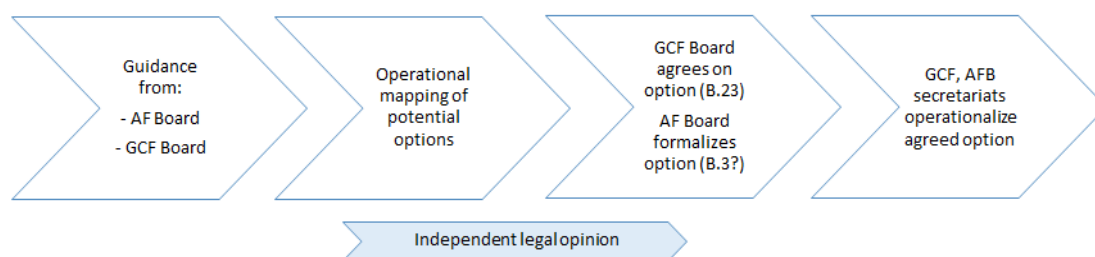 Guidance
from:
- AF Board
- GCF Board
Operational
mapping of
potential
options
GCF Board
agrees on
option (B.23)
AF Board
formalizes
option (B.3?)
GCF, AFB
secretariats
operationalize
agreed option
Independent legal opinion